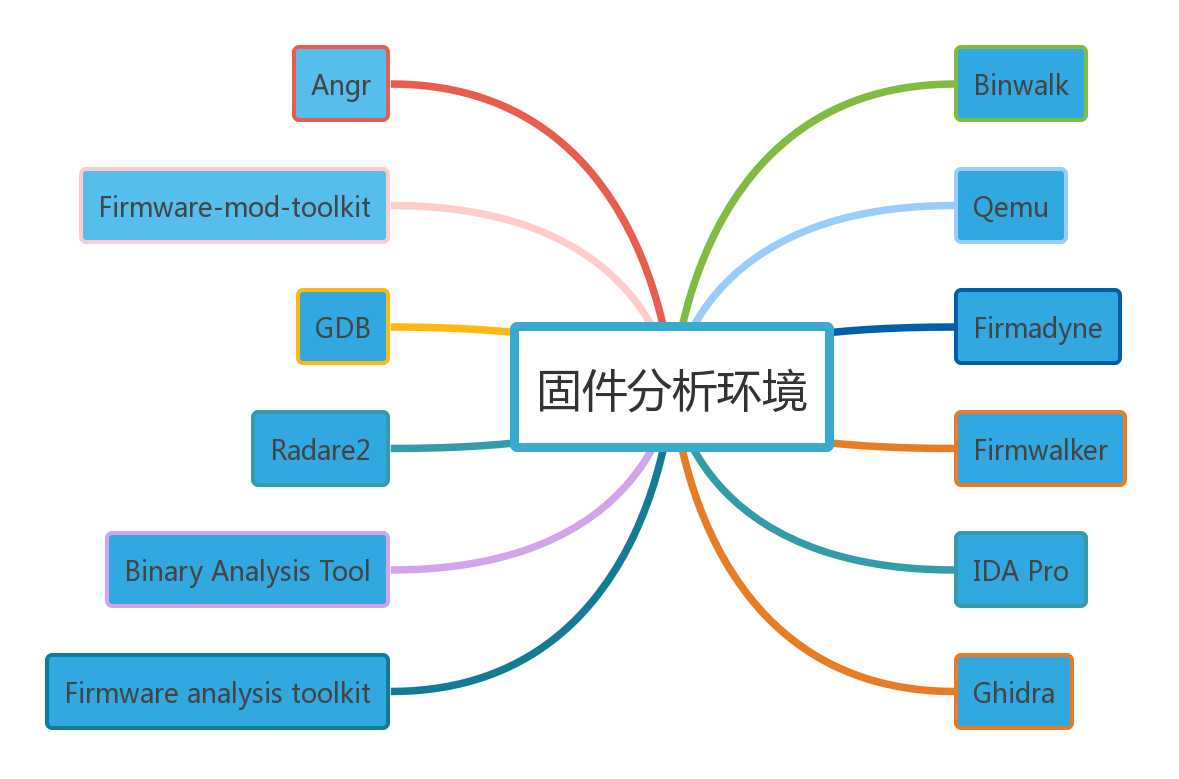 Angr
Firmware-mod-toolkit
GDB
Radare2
Binary Analysis Tool
Firmware analysis toolkit
固件分析环境
Binwalk
Qemu
Firmadyne
Firmwalker
IDA Pro
Ghidra